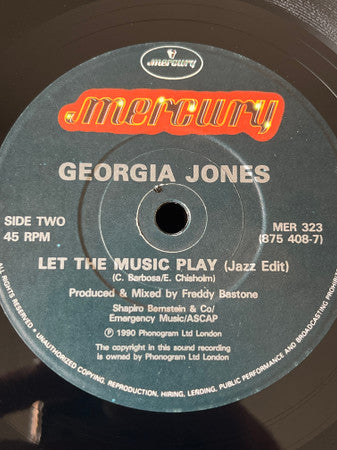 mercury
mercury
GEORGIA JONES
SIDE TWO
45 RPM
MER 323
(875 408-7)
LET THE MUSIC PLAY (Jazz Edit)
(C. Barbosa/E. Chisholm)
Produced & Mixed by Freddy Bastone
Shapiro Bernstein & Co/
Emergency Music/ASCAP
℗ 1990 Phonogram Ltd London
The copyright in this sound recording
is owned by Phonogram Ltd London
ALL RIGHTS RESERVED • UNAUTHORIZED COPYING, REPRODUCTION, HIRING, LENDING, PUBLIC PERFORMANCE AND BROADCASTING PROHIBITED